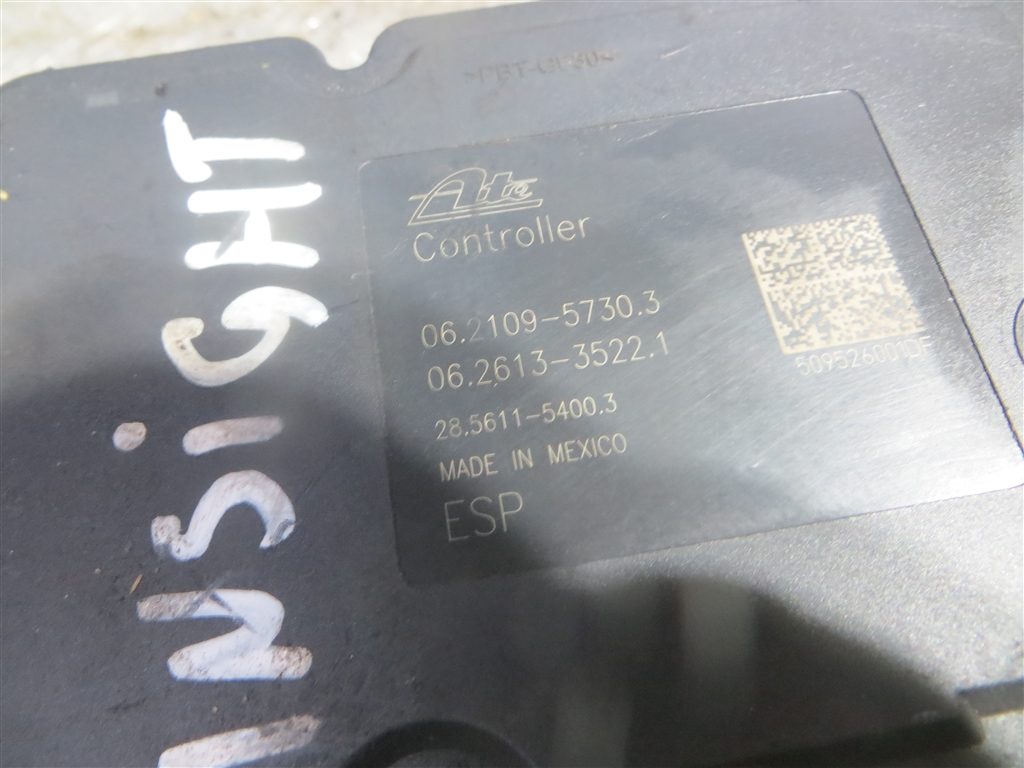 INSIGHT
Ate
Controller
06.2109-5730.3
06.2613-3522.1
28.5611-5400.3
MADE IN MEXICO
ESP